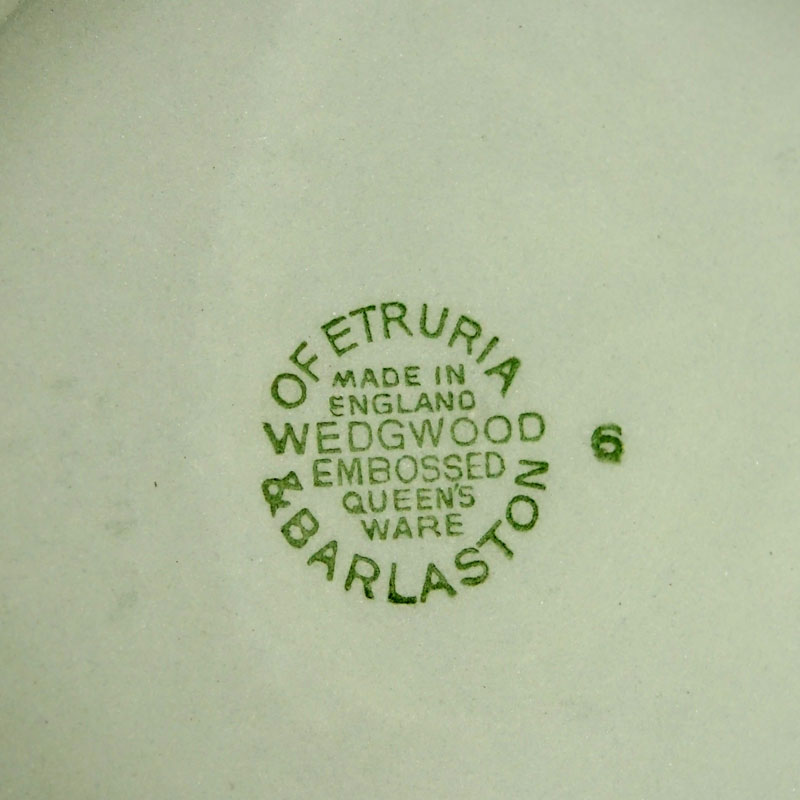 OF ETRURIA
MADE IN
ENGLAND
WEDGWOOD
EMBOSSED
QUEEN'S
WARE
& BARLASTON
6